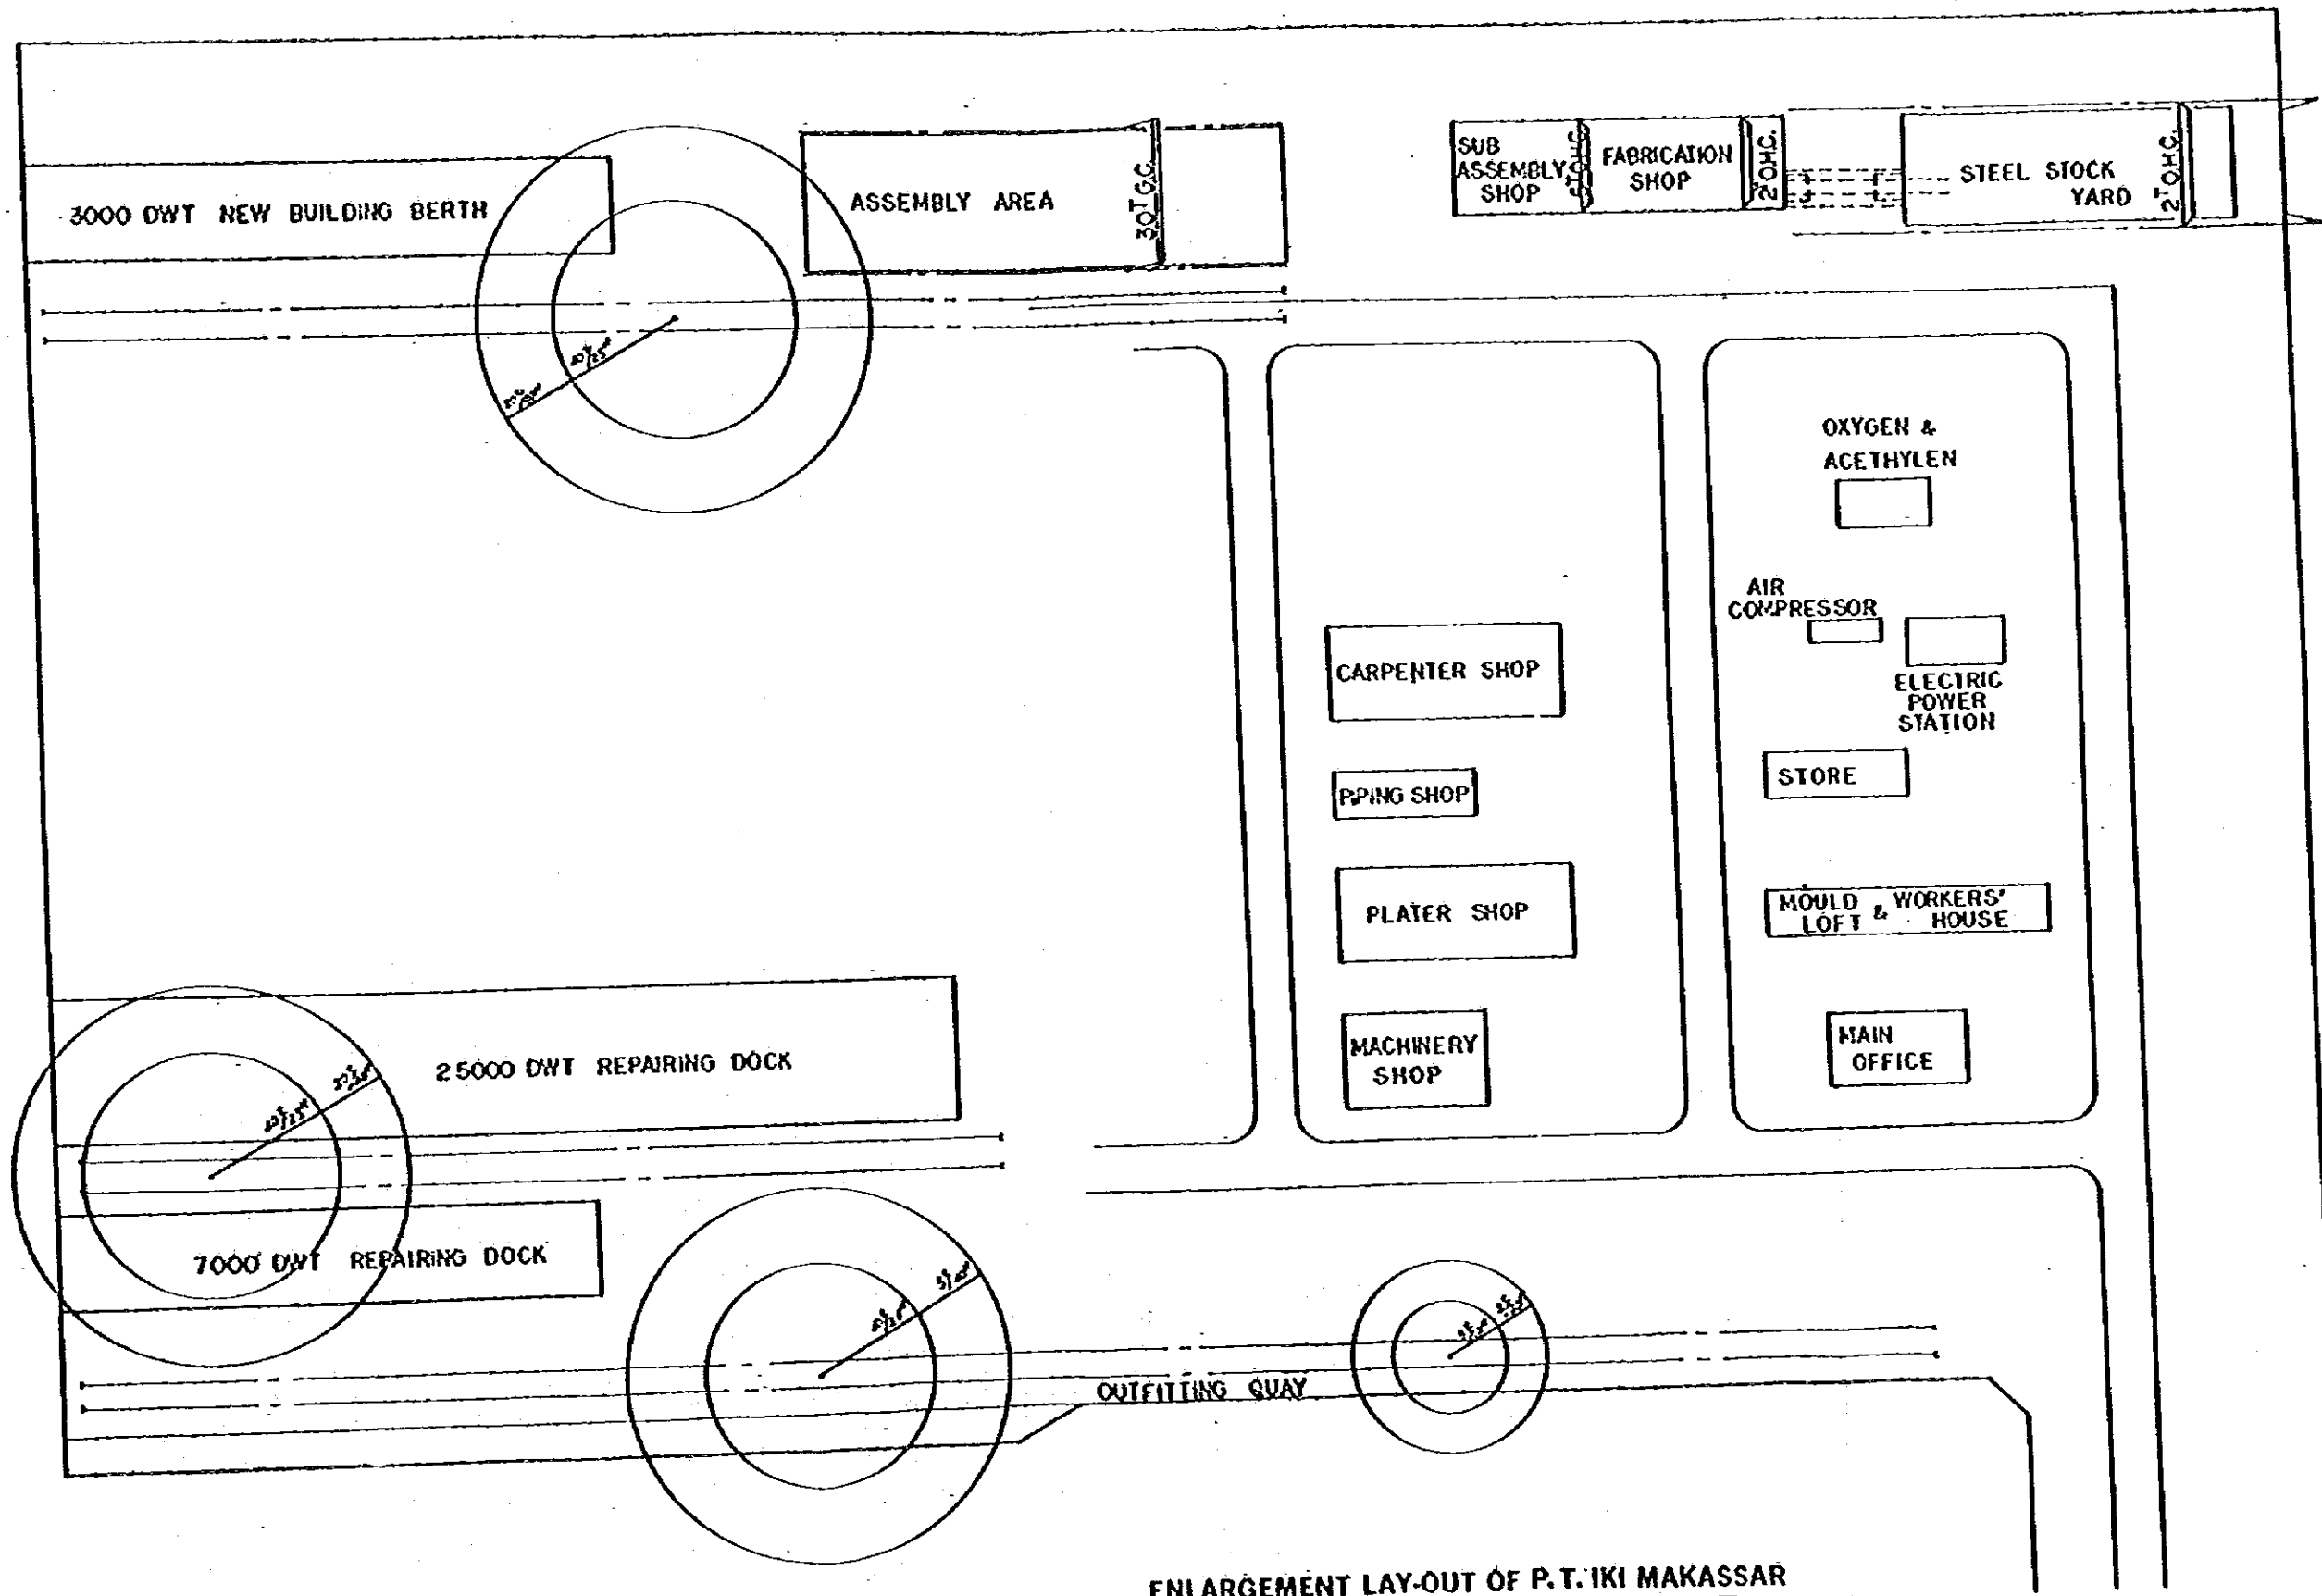 3000 DWT NEW BUILDING BERTH
ASSEMBLY AREA
30T G.C.
SUB
ASSEMBLY
SHOP
FABRICATION
SHOP
2T O.H.C.
STEEL STOCK
YARD
2T O.H.C.
OXYGEN &
ACETHYLEN
AIR
COMPRESSOR
ELECTRIC
POWER
STATION
CARPENTER SHOP
PIPING SHOP
STORE
PLATER SHOP
MOULD & WORKERS'
LOFT HOUSE
MACHINERY
SHOP
MAIN
OFFICE
25000 DWT REPAIRING DOCK
7000 DWT REPAIRING DOCK
OUTFITTING QUAY
ENLARGEMENT LAY-OUT OF P.T. IKI MAKASSAR